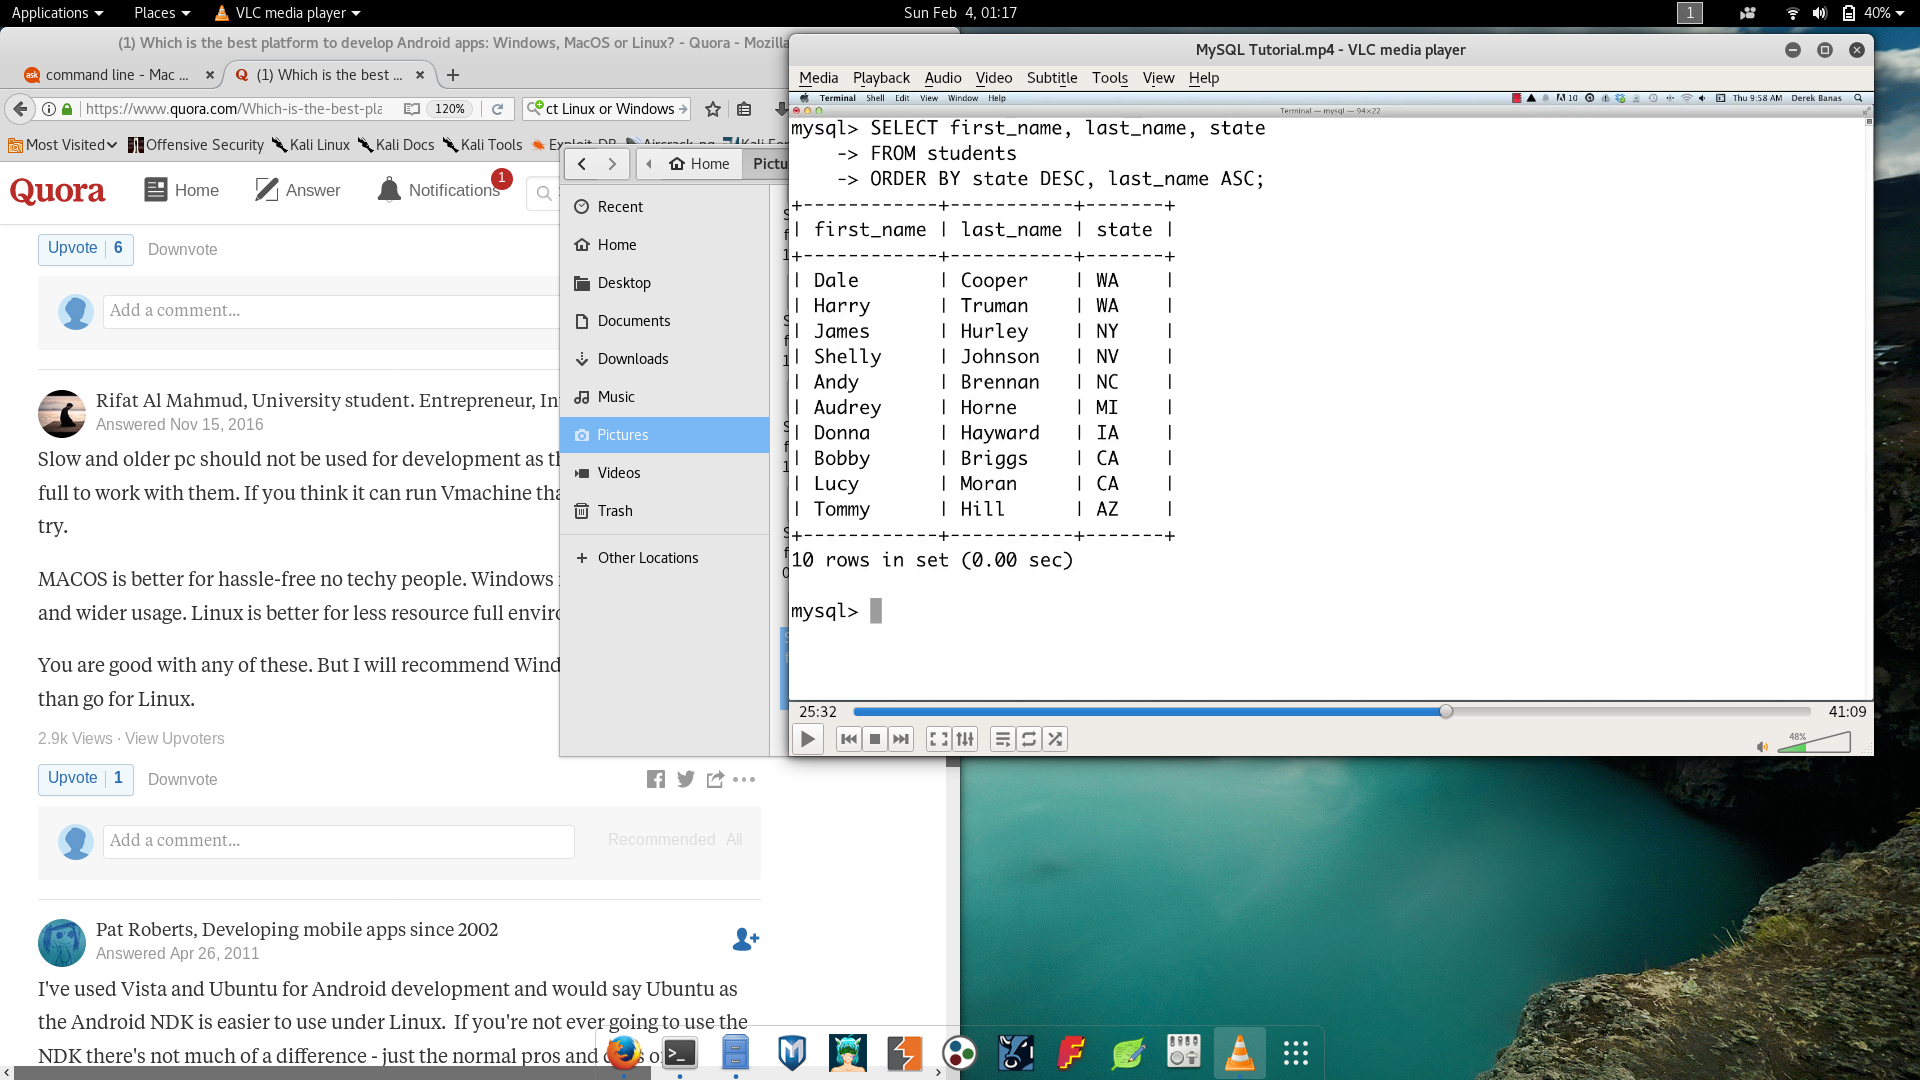 Applications
Places
VLC media player
Sun Feb 4, 01:17
1
40%
(1) Which is the best platform to develop Android apps: Windows, MacOS or Linux? - Quora - Mozilla
command line - Mac ...
(1) Which is the best ...
https://www.quora.com/Which-is-the-best-pla
120%
ct Linux or Windows
Most Visited
Offensive Security
Kali Linux
Kali Docs
Kali Tools
Exploit-DB
Aircrack-ng
Kali For
Quora
Home
Answer
Notifications
1
Upvote 6
Downvote
Add a comment...
Rifat Al Mahmud, University student. Entrepreneur, In
Answered Nov 15, 2016
Slow and older pc should not be used for development as th
full to work with them. If you think it can run Vmachine tha
try.
MACOS is better for hassle-free no techy people. Windows
and wider usage. Linux is better for less resource full enviro
You are good with any of these. But I will recommend Wind
than go for Linux.
2.9k Views · View Upvoters
Upvote 1
Downvote
Add a comment...
Recommended All
Pat Roberts, Developing mobile apps since 2002
Answered Apr 26, 2011
I've used Vista and Ubuntu for Android development and would say Ubuntu as
the Android NDK is easier to use under Linux. If you're not ever going to use the
NDK there's not much of a difference - just the normal pros and
Home
Pictu
Recent
Home
Desktop
Documents
Downloads
Music
Pictures
Videos
Trash
Other Locations
MySQL Tutorial.mp4 - VLC media player
Media Playback Audio Video Subtitle Tools View Help
Terminal Shell Edit View Window Help
10
Thu 9:58 AM Derek Banas
Terminal — mysql — 94×22
mysql> SELECT first_name, last_name, state
-> FROM students
-> ORDER BY state DESC, last_name ASC;
+------------+-----------+-------+
| first_name | last_name | state |
+------------+-----------+-------+
| Dale | Cooper | WA |
| Harry | Truman | WA |
| James | Hurley | NY |
| Shelly | Johnson | NV |
| Andy | Brennan | NC |
| Audrey | Horne | MI |
| Donna | Hayward | IA |
| Bobby | Briggs | CA |
| Lucy | Moran | CA |
| Tommy | Hill | AZ |
+------------+-----------+-------+
10 rows in set (0.00 sec)
mysql>
25:32
41:09
48%